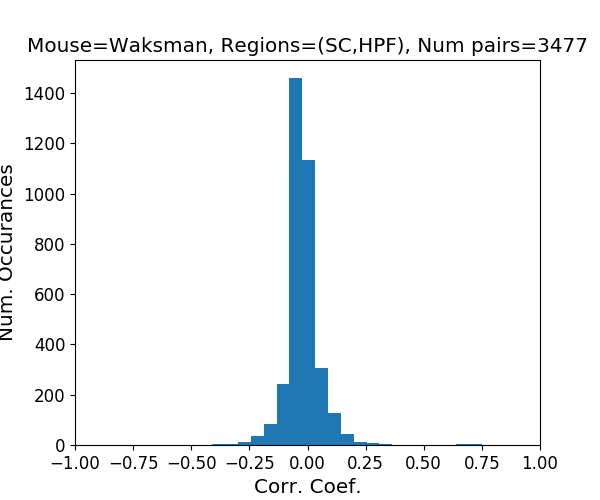 Mouse=Waksman, Regions=(SC,HPF), Num pairs=3477
1400
1200
1000
800
600
400
200
0
Num. Occurances
−1.00 −0.75 −0.50 −0.25 0.00 0.25 0.50 0.75 1.00
Corr. Coef.